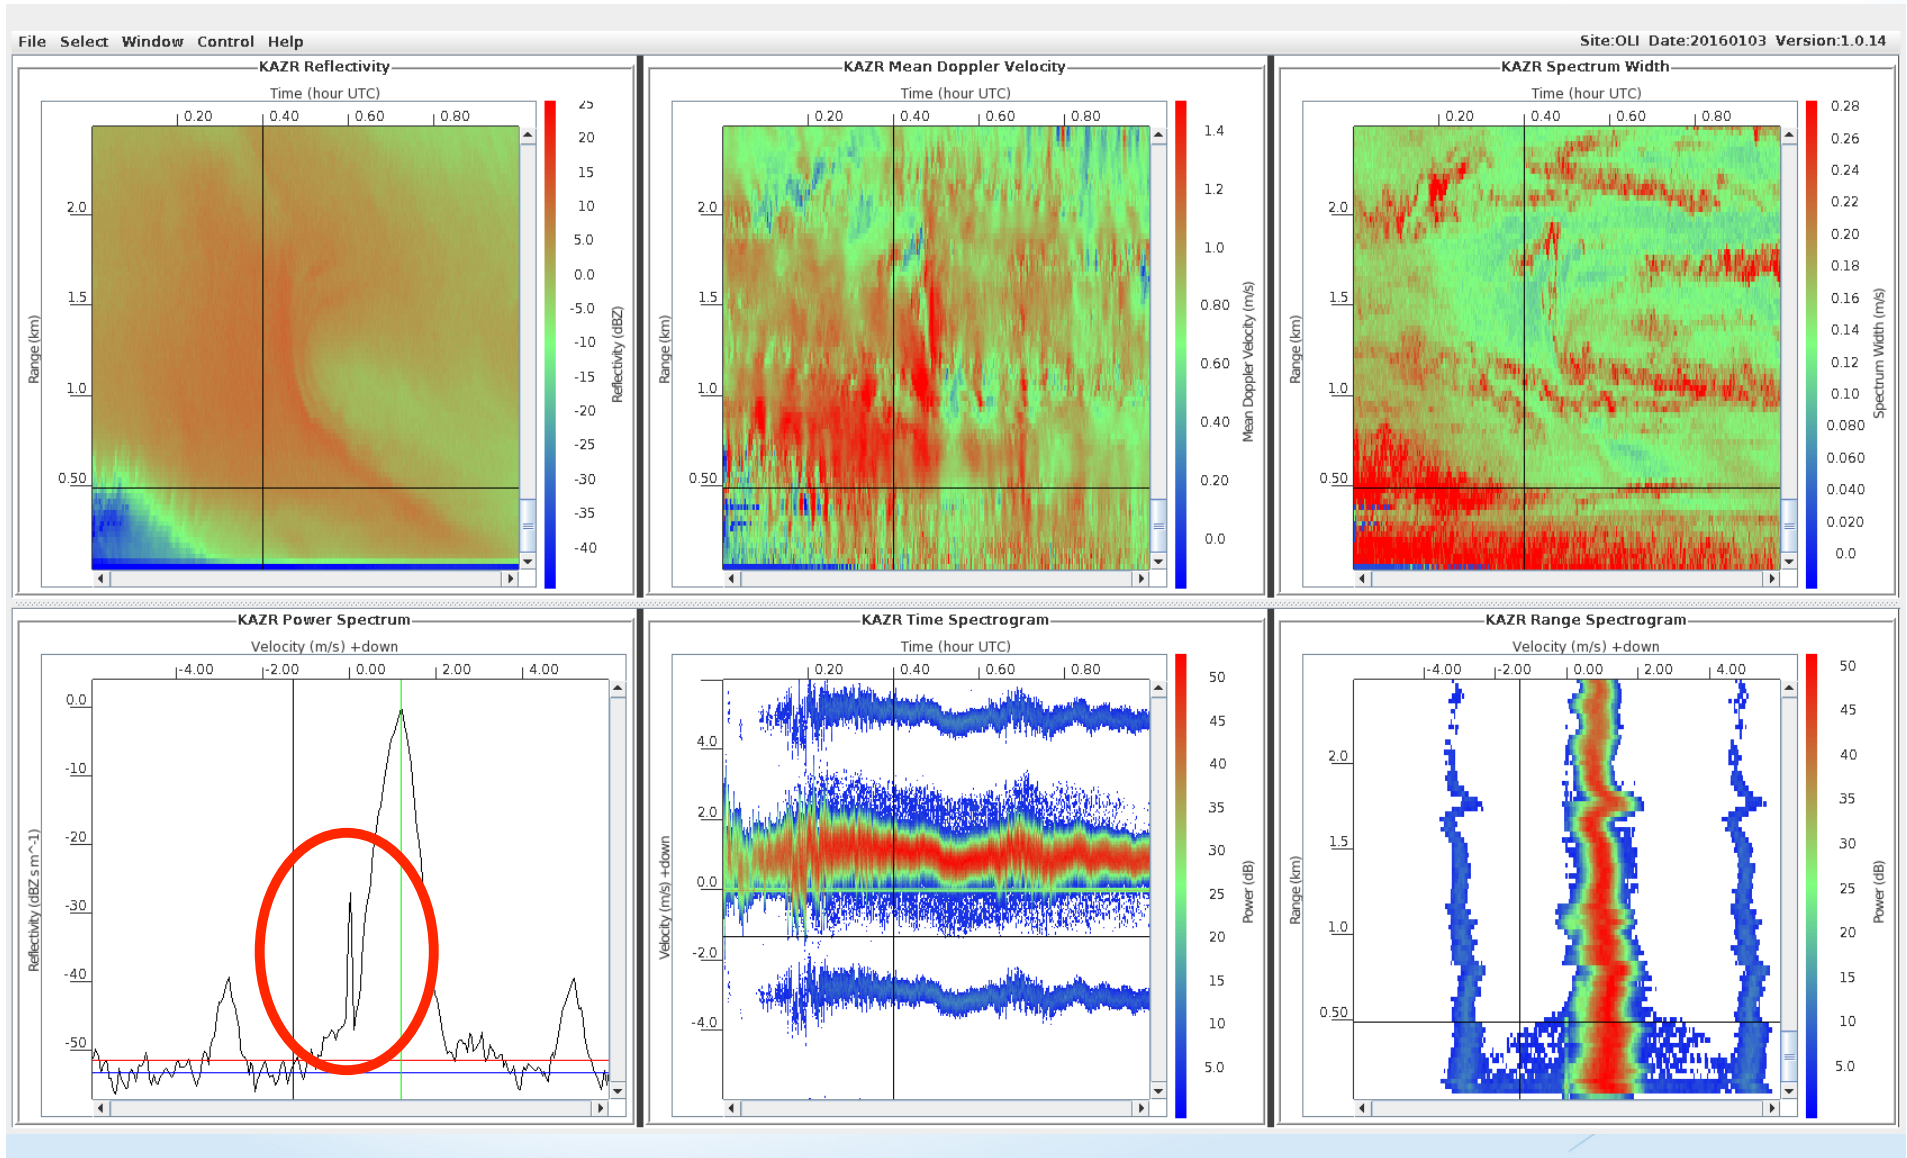 File Select Window Control Help
Site:OLI Date:20160103 Version:1.0.14
KAZR Reflectivity
Time (hour UTC)
0.20 0.40 0.60 0.80
Range (km)
2.0
1.5
1.0
0.50
25
20
15
10
5.0
0.0
-5.0
-10
-15
-20
-25
-30
-35
-40
Reflectivity (dBZ)
KAZR Mean Doppler Velocity
Time (hour UTC)
0.20 0.40 0.60 0.80
Range (km)
2.0
1.5
1.0
0.50
1.4
1.2
1.0
0.80
0.60
0.40
0.20
0.0
Mean Doppler Velocity (m/s)
KAZR Spectrum Width
Time (hour UTC)
0.20 0.40 0.60 0.80
Range (km)
2.0
1.5
1.0
0.50
0.28
0.26
0.24
0.22
0.20
0.18
0.16
0.14
0.12
0.10
0.080
0.060
0.040
0.020
0.0
Spectrum Width (m/s)
KAZR Power Spectrum
Velocity (m/s) +down
-4.00 -2.00 0.00 2.00 4.00
Reflectivity (dBZ s m^-1)
0.0
-10
-20
-30
-40
-50
KAZR Time Spectrogram
Time (hour UTC)
0.20 0.40 0.60 0.80
Velocity (m/s) +down
4.0
2.0
0.0
-2.0
-4.0
50
45
40
35
30
25
20
15
10
5.0
Power (dB)
KAZR Range Spectrogram
Velocity (m/s) +down
-4.00 -2.00 0.00 2.00 4.00
Range (km)
2.0
1.5
1.0
0.50
50
45
40
35
30
25
20
15
10
5.0
Power (dB)